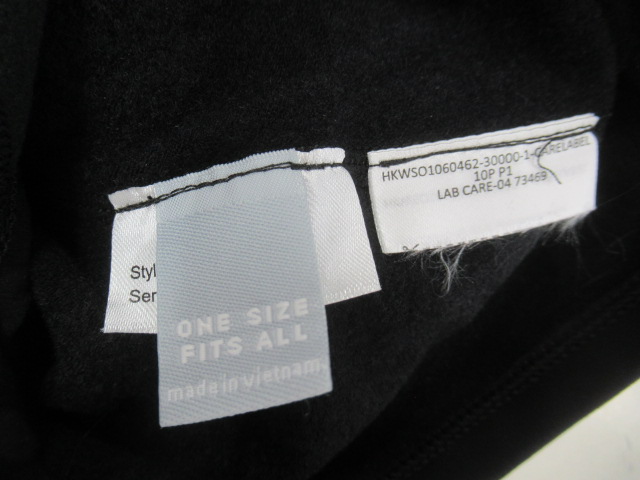 HKWSO1060462-30000-1-CARELABEL
10P P1
LAB CARE-04 73469
Styl
Ser
ONE SIZE
FITS ALL
made in vietnam